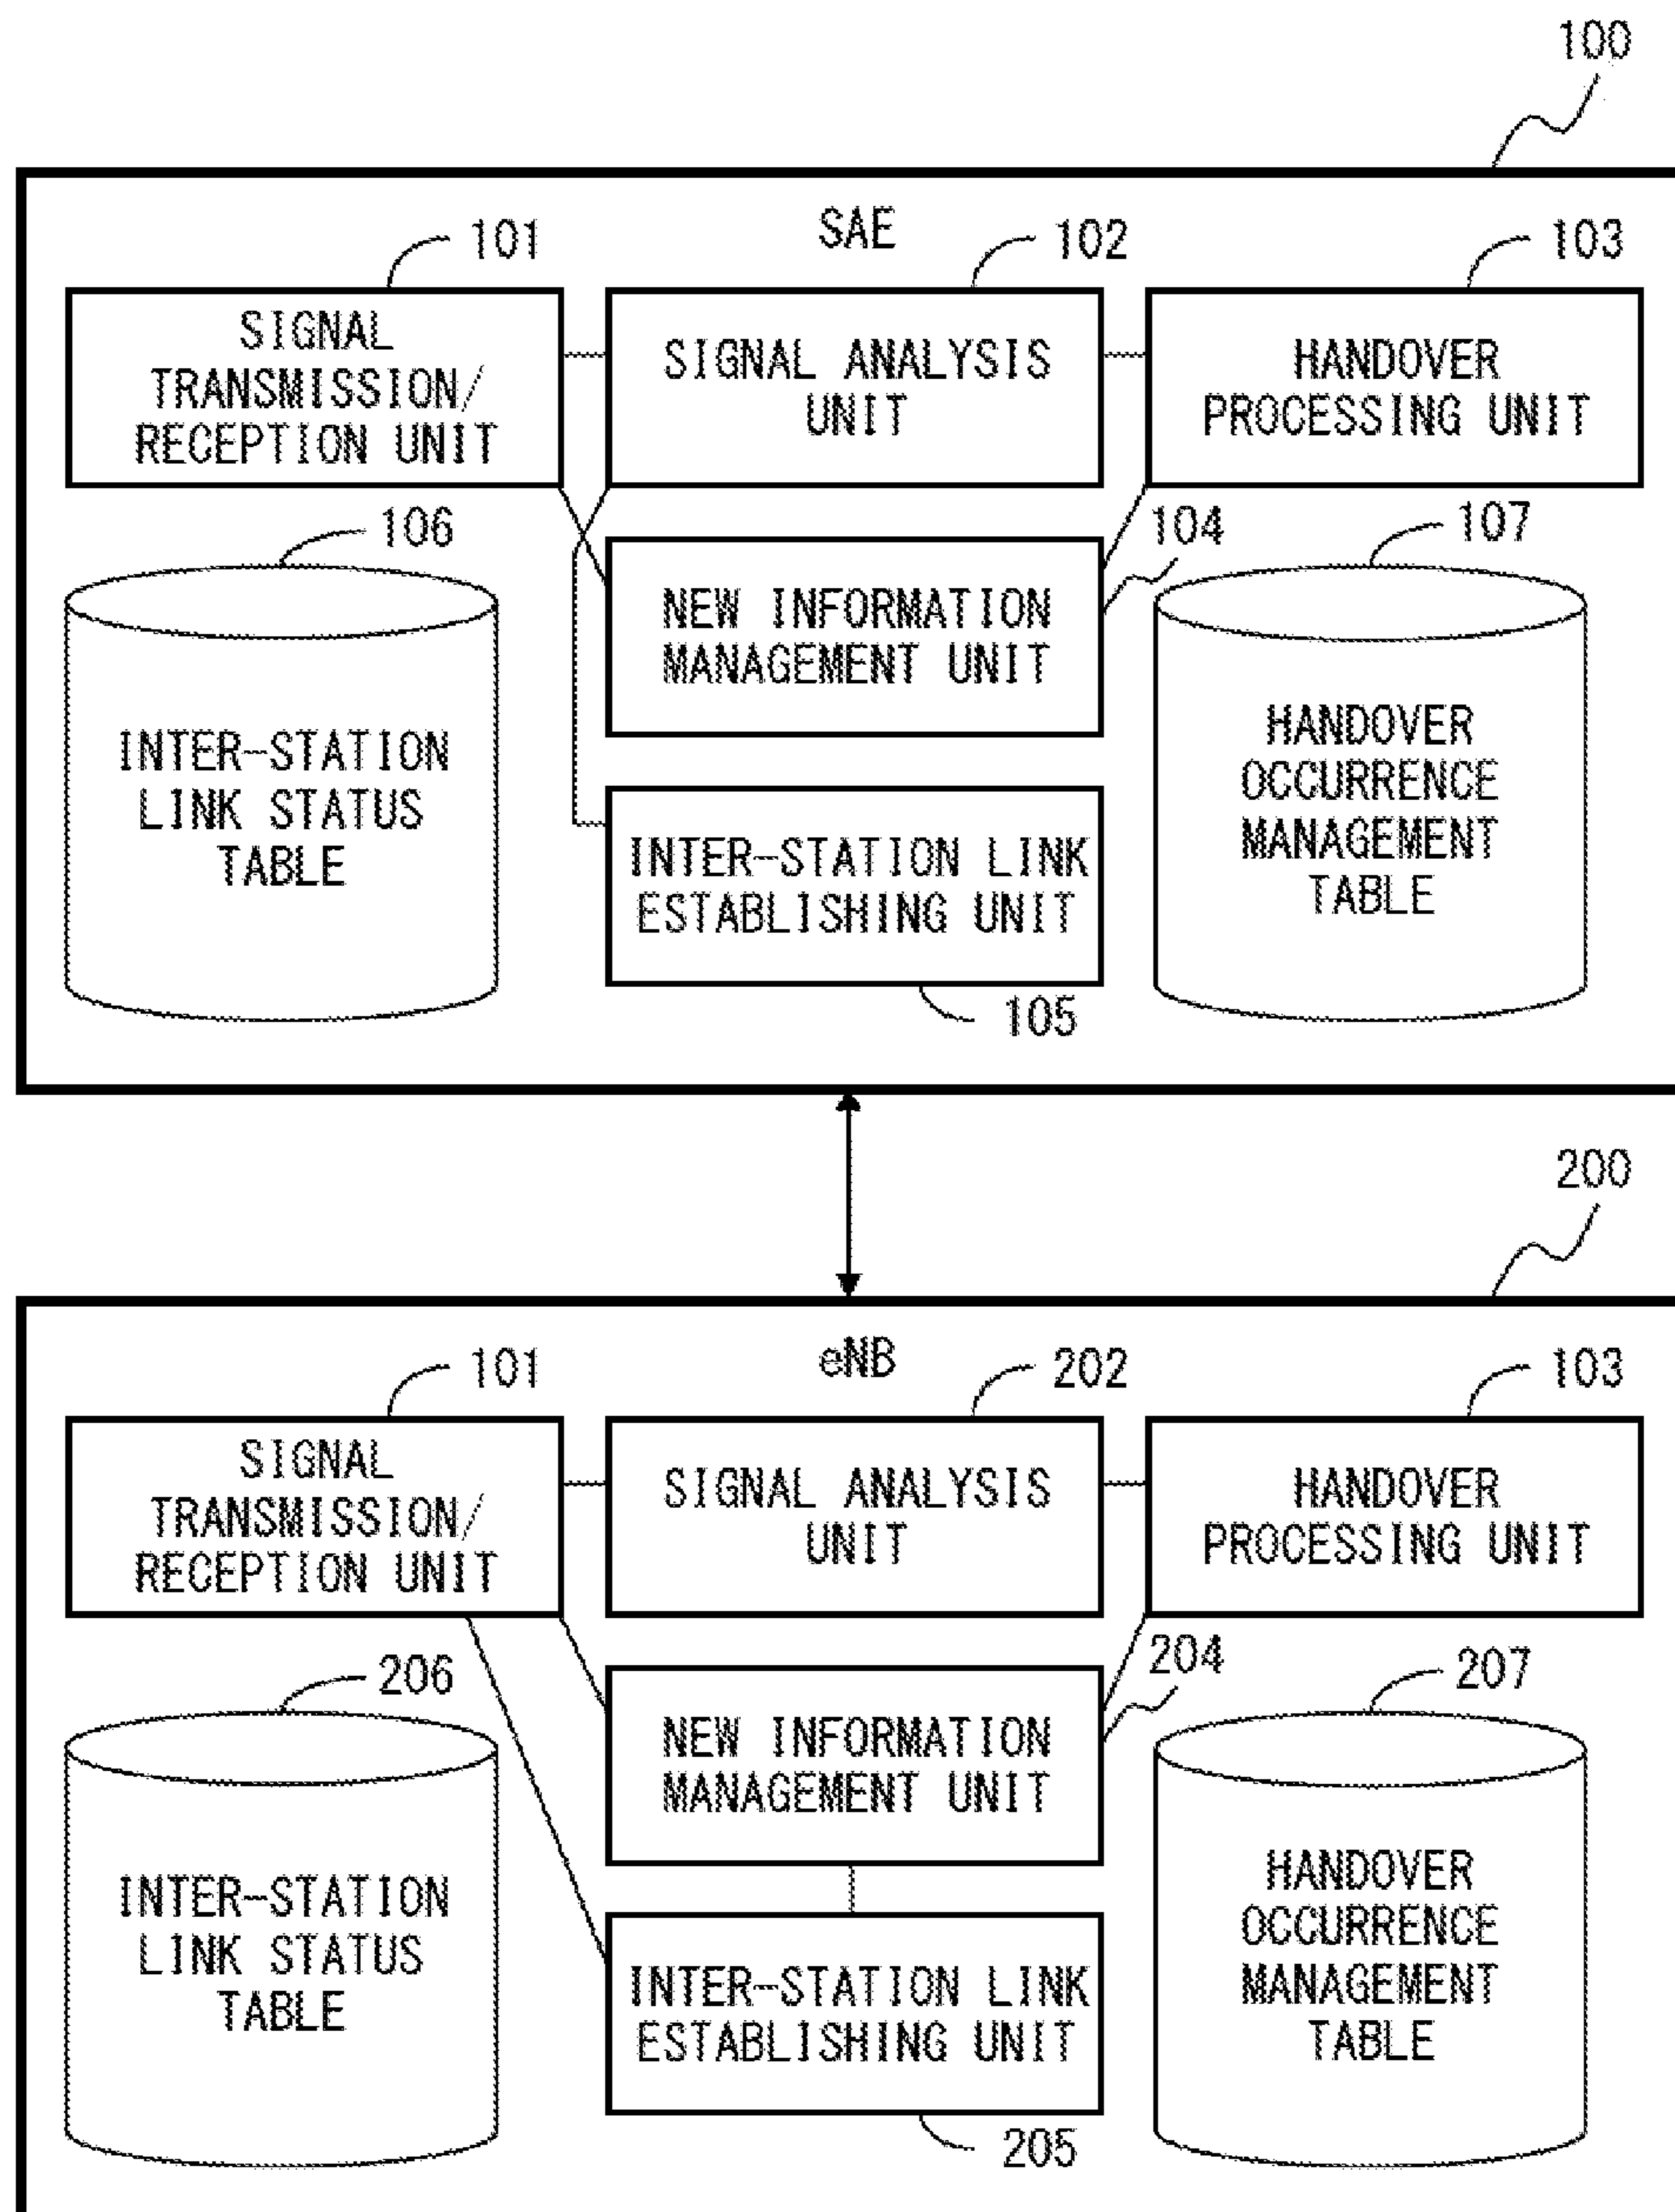 100
SAE
101
102
103
SIGNAL
TRANSMISSION/
RECEPTION UNIT
SIGNAL ANALYSIS
UNIT
HANDOVER
PROCESSING UNIT
106
104
107
NEW INFORMATION
MANAGEMENT UNIT
INTER-STATION
LINK STATUS
TABLE
HANDOVER
OCCURRENCE
MANAGEMENT
TABLE
INTER-STATION LINK
ESTABLISHING UNIT
105
200
eNB
101
202
103
SIGNAL
TRANSMISSION/
RECEPTION UNIT
SIGNAL ANALYSIS
UNIT
HANDOVER
PROCESSING UNIT
206
204
207
NEW INFORMATION
MANAGEMENT UNIT
INTER-STATION
LINK STATUS
TABLE
HANDOVER
OCCURRENCE
MANAGEMENT
TABLE
INTER-STATION LINK
ESTABLISHING UNIT
205